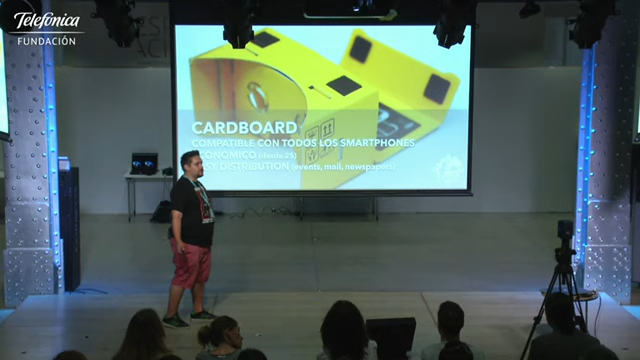 Telefónica
FUNDACIÓN
CARDBOARD
COMPATIBLE CON TODOS LOS SMARTPHONES
DISTRIBUTION (events, mail, newspapers)